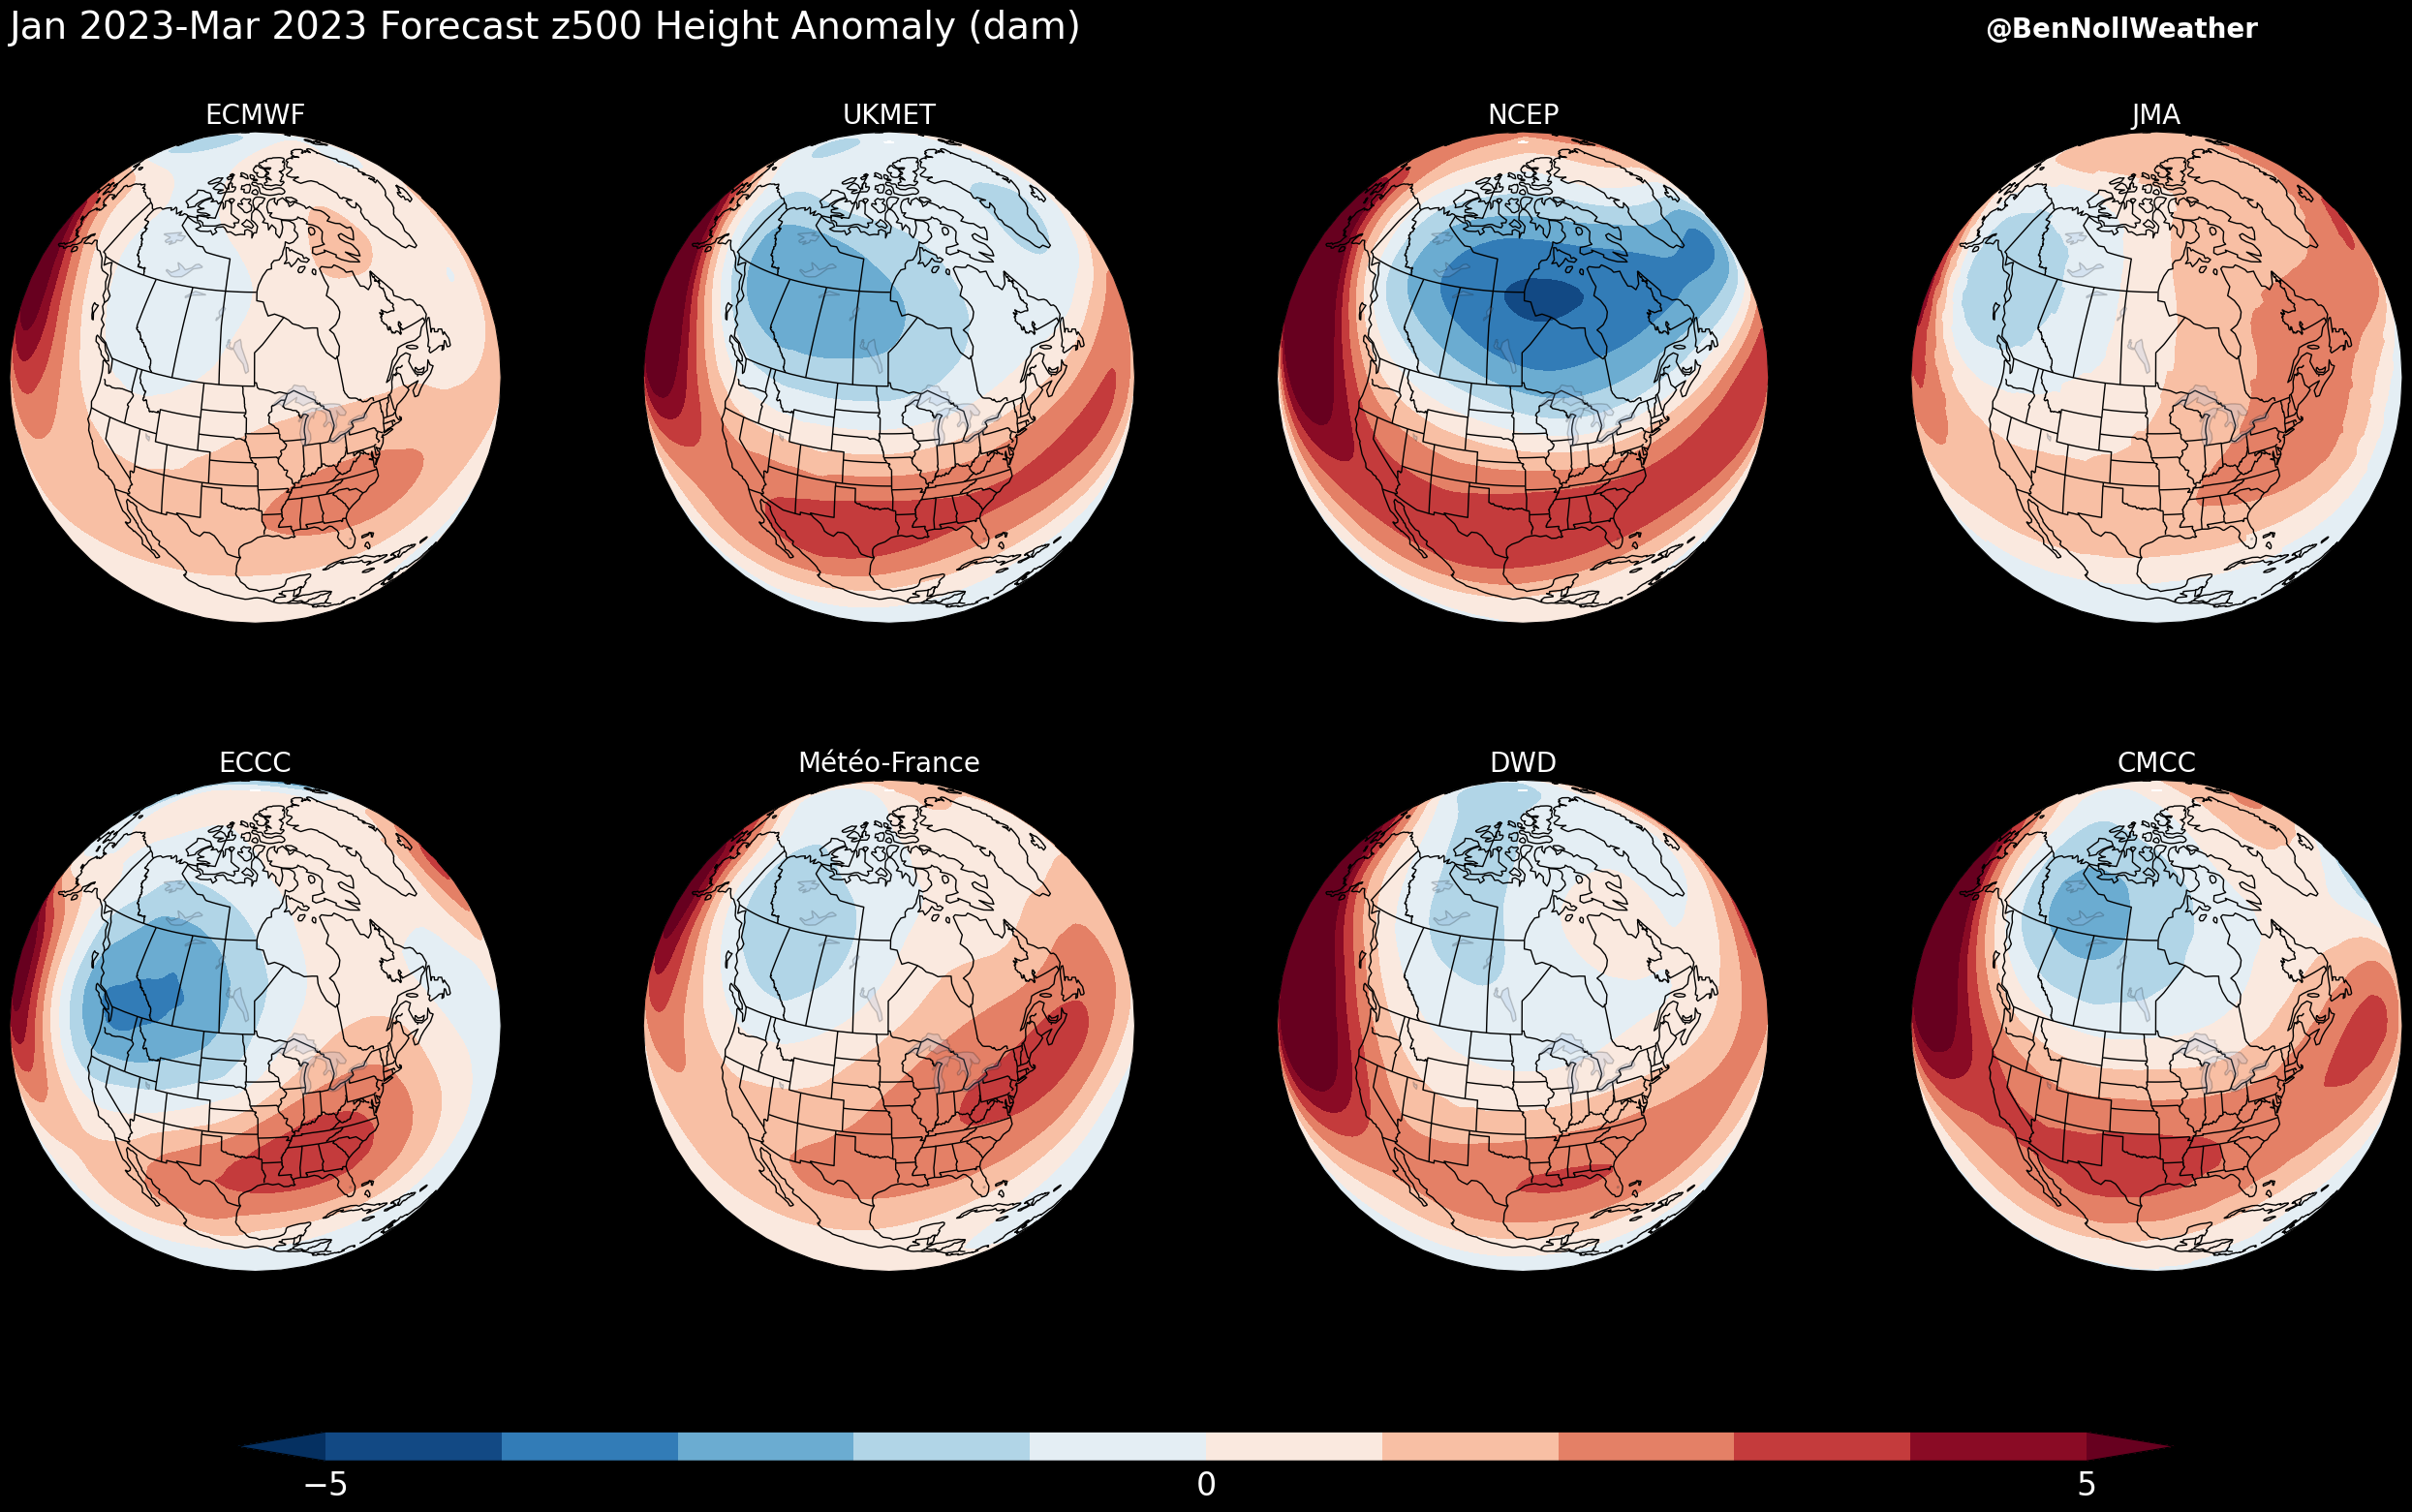 Jan 2023-Mar 2023 Forecast z500 Height Anomaly (dam)
@BenNollWeather
ECMWF
UKMET
NCEP
JMA
ECCC
Météo-France
DWD
CMCC
−5
0
5